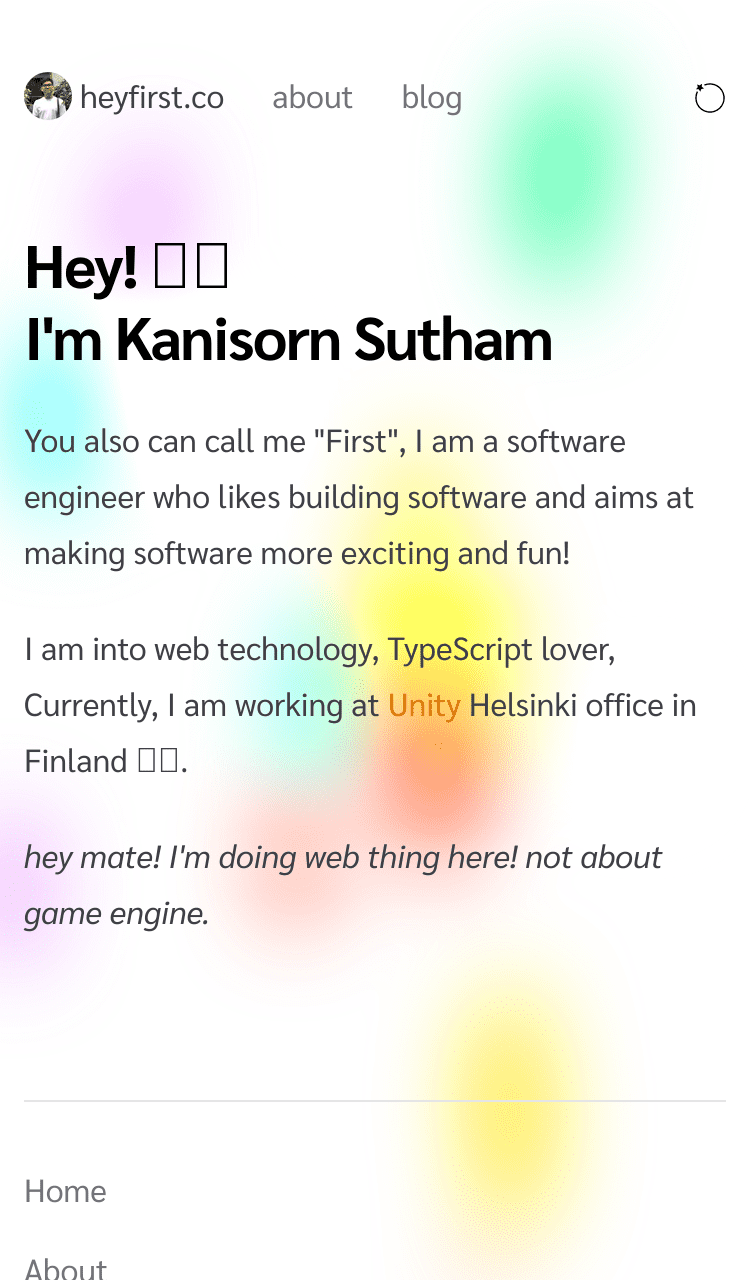 heyfirst.co about blog
Hey! 
I'm Kanisorn Sutham
You also can call me "First", I am a software
engineer who likes building software and aims at
making software more exciting and fun!
I am into web technology, TypeScript lover,
Currently, I am working at Unity Helsinki office in
Finland .
hey mate! I'm doing web thing here! not about
game engine.
Home
About